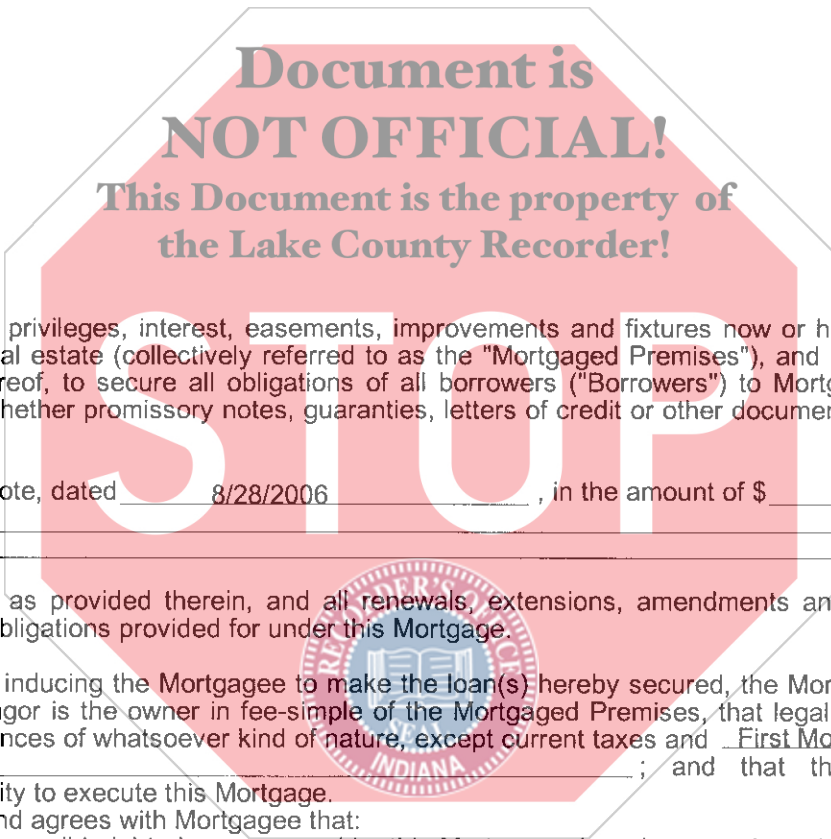 Document is
NOT OFFICIAL!
This Document is the property of
the Lake County Recorder!
STOP
privileges, interest, easements, improvements and fixtures now or h
al estate (collectively referred to as the "Mortgaged Premises"), and
reof, to secure all obligations of all borrowers ("Borrowers") to Mortg
hether promissory notes, guaranties, letters of credit or other documer
ote, dated 8/28/2006 , in the amount of $
as provided therein, and all renewals, extensions, amendments an
bligations provided for under this Mortgage.
inducing the Mortgagee to make the loan(s) hereby secured, the Mor
agor is the owner in fee-simple of the Mortgaged Premises, that legal
nces of whatsoever kind of nature, except current taxes and First Mo
; and that th
ity to execute this Mortgage.
nd agrees with Mortgagee that:
RECORDER'S OFFICE
SEAL
INDIANA